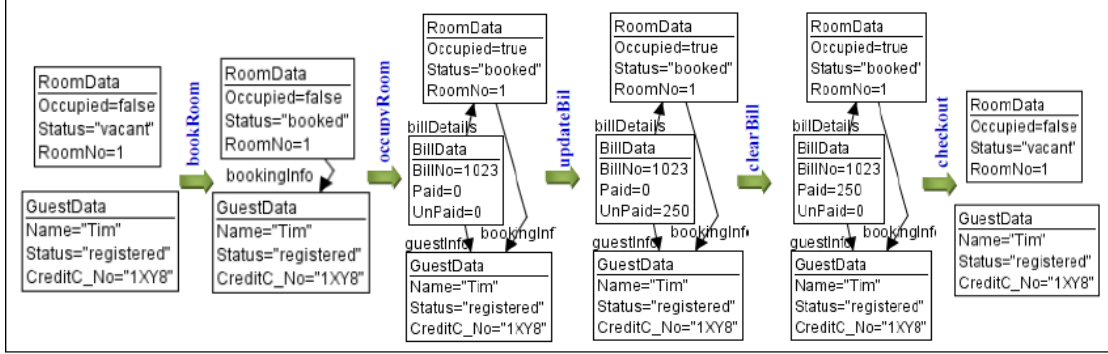 RoomData
Occupied=false
Status="vacant"
RoomNo=1
GuestData
Name="Tim"
Status="registered"
CreditC_No="1XY8"
bookRoom
RoomData
Occupied=false
Status="booked"
RoomNo=1
bookingInfo
GuestData
Name="Tim"
Status="registered"
CreditC_No="1XY8"
occupyRoom
RoomData
Occupied=true
Status="booked"
RoomNo=1
billDetails
BillData
BillNo=1023
Paid=0
UnPaid=0
guestInfo
bookingInf
GuestData
Name="Tim"
Status="registered"
CreditC_No="1XY8"
updateBil
RoomData
Occupied=true
Status="booked"
RoomNo=1
billDetails
BillData
BillNo=1023
Paid=0
UnPaid=250
guestInfo
bookingInf
GuestData
Name="Tim"
Status="registered"
CreditC_No="1XY8"
clearBill
RoomData
Occupied=true
Status="booked"
RoomNo=1
billDetails
BillData
BillNo=1023
Paid=250
UnPaid=0
guestInfo
bookingInf
GuestData
Name="Tim"
Status="registered"
CreditC_No="1XY8"
checkout
RoomData
Occupied=false
Status="vacant"
RoomNo=1
GuestData
Name="Tim"
Status="registered"
CreditC_No="1XY8"